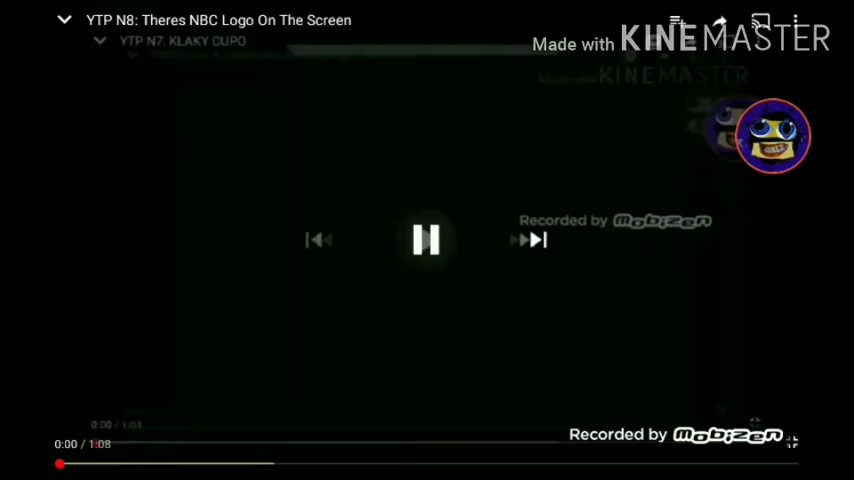 YTP N8: Theres NBC Logo On The Screen
YTP N7: KLAKY CUPO
Made with KINEMASTER
KINEMASTER
Recorded by Mobizen
0:00 / 1:04
0:00 / 1:08
Recorded by Mobizen